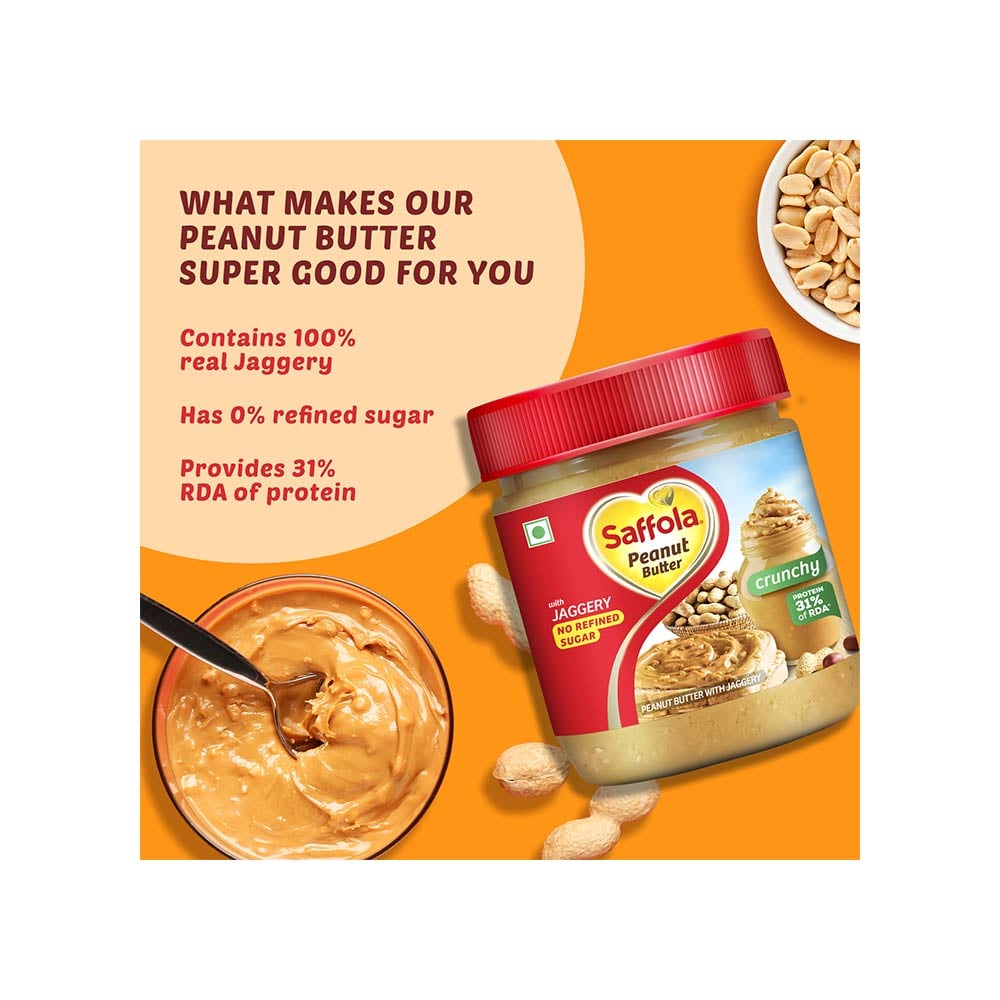 WHAT MAKES OUR
PEANUT BUTTER
SUPER GOOD FOR YOU
Contains 100%
real Jaggery
Has 0% refined sugar
Provides 31%
RDA of protein
Saffola
Peanut
Butter
with
JAGGERY
NO REFINED
SUGAR
crunchy
PROTEIN
31%
of RDA*
PEANUT BUTTER WITH JAGGERY